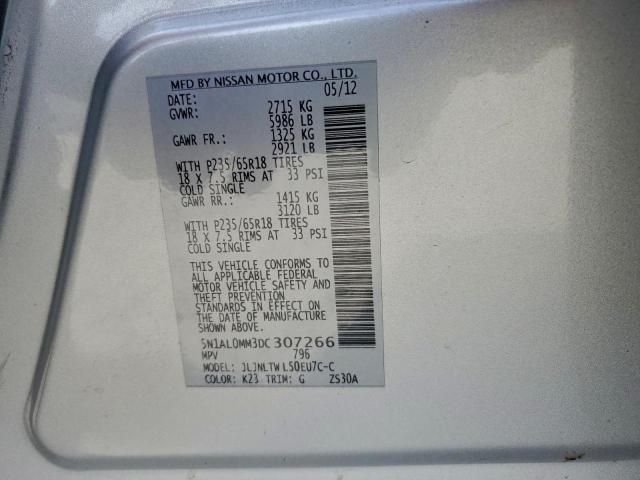 MFD BY NISSAN MOTOR CO., LTD.
DATE: 05/12
GVWR: 2715 KG
5986 LB
GAWR FR.: 1325 KG
2921 LB
WITH P235/65R18 TIRES
18 X 7.5 RIMS AT 33 PSI
COLD SINGLE
GAWR RR.: 1415 KG
3120 LB
WITH P235/65R18 TIRES
18 X 7.5 RIMS AT 33 PSI
COLD SINGLE
THIS VEHICLE CONFORMS TO
ALL APPLICABLE FEDERAL
MOTOR VEHICLE SAFETY AND
THEFT PREVENTION
STANDARDS IN EFFECT ON
THE DATE OF MANUFACTURE
SHOWN ABOVE.
5N1AL0MM3DC307266
MPV 796
MODEL: JLJNLTW L50EU7C-C
COLOR: K23 TRIM: G ZS30A